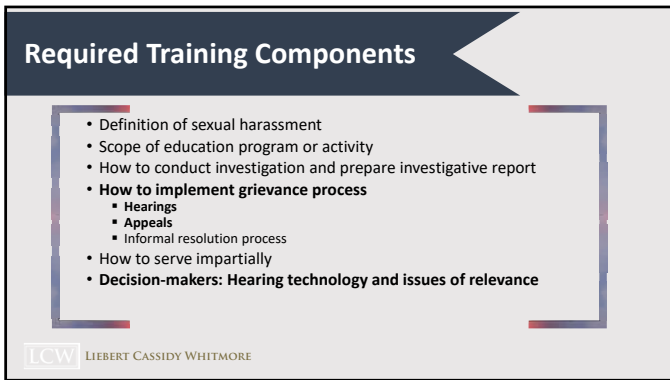 Required Training Components
• Definition of sexual harassment
• Scope of education program or activity
• How to conduct investigation and prepare investigative report
• How to implement grievance process
▪ Hearings
▪ Appeals
▪ Informal resolution process
• How to serve impartially
• Decision-makers: Hearing technology and issues of relevance
LCW LIEBERT CASSIDY WHITMORE